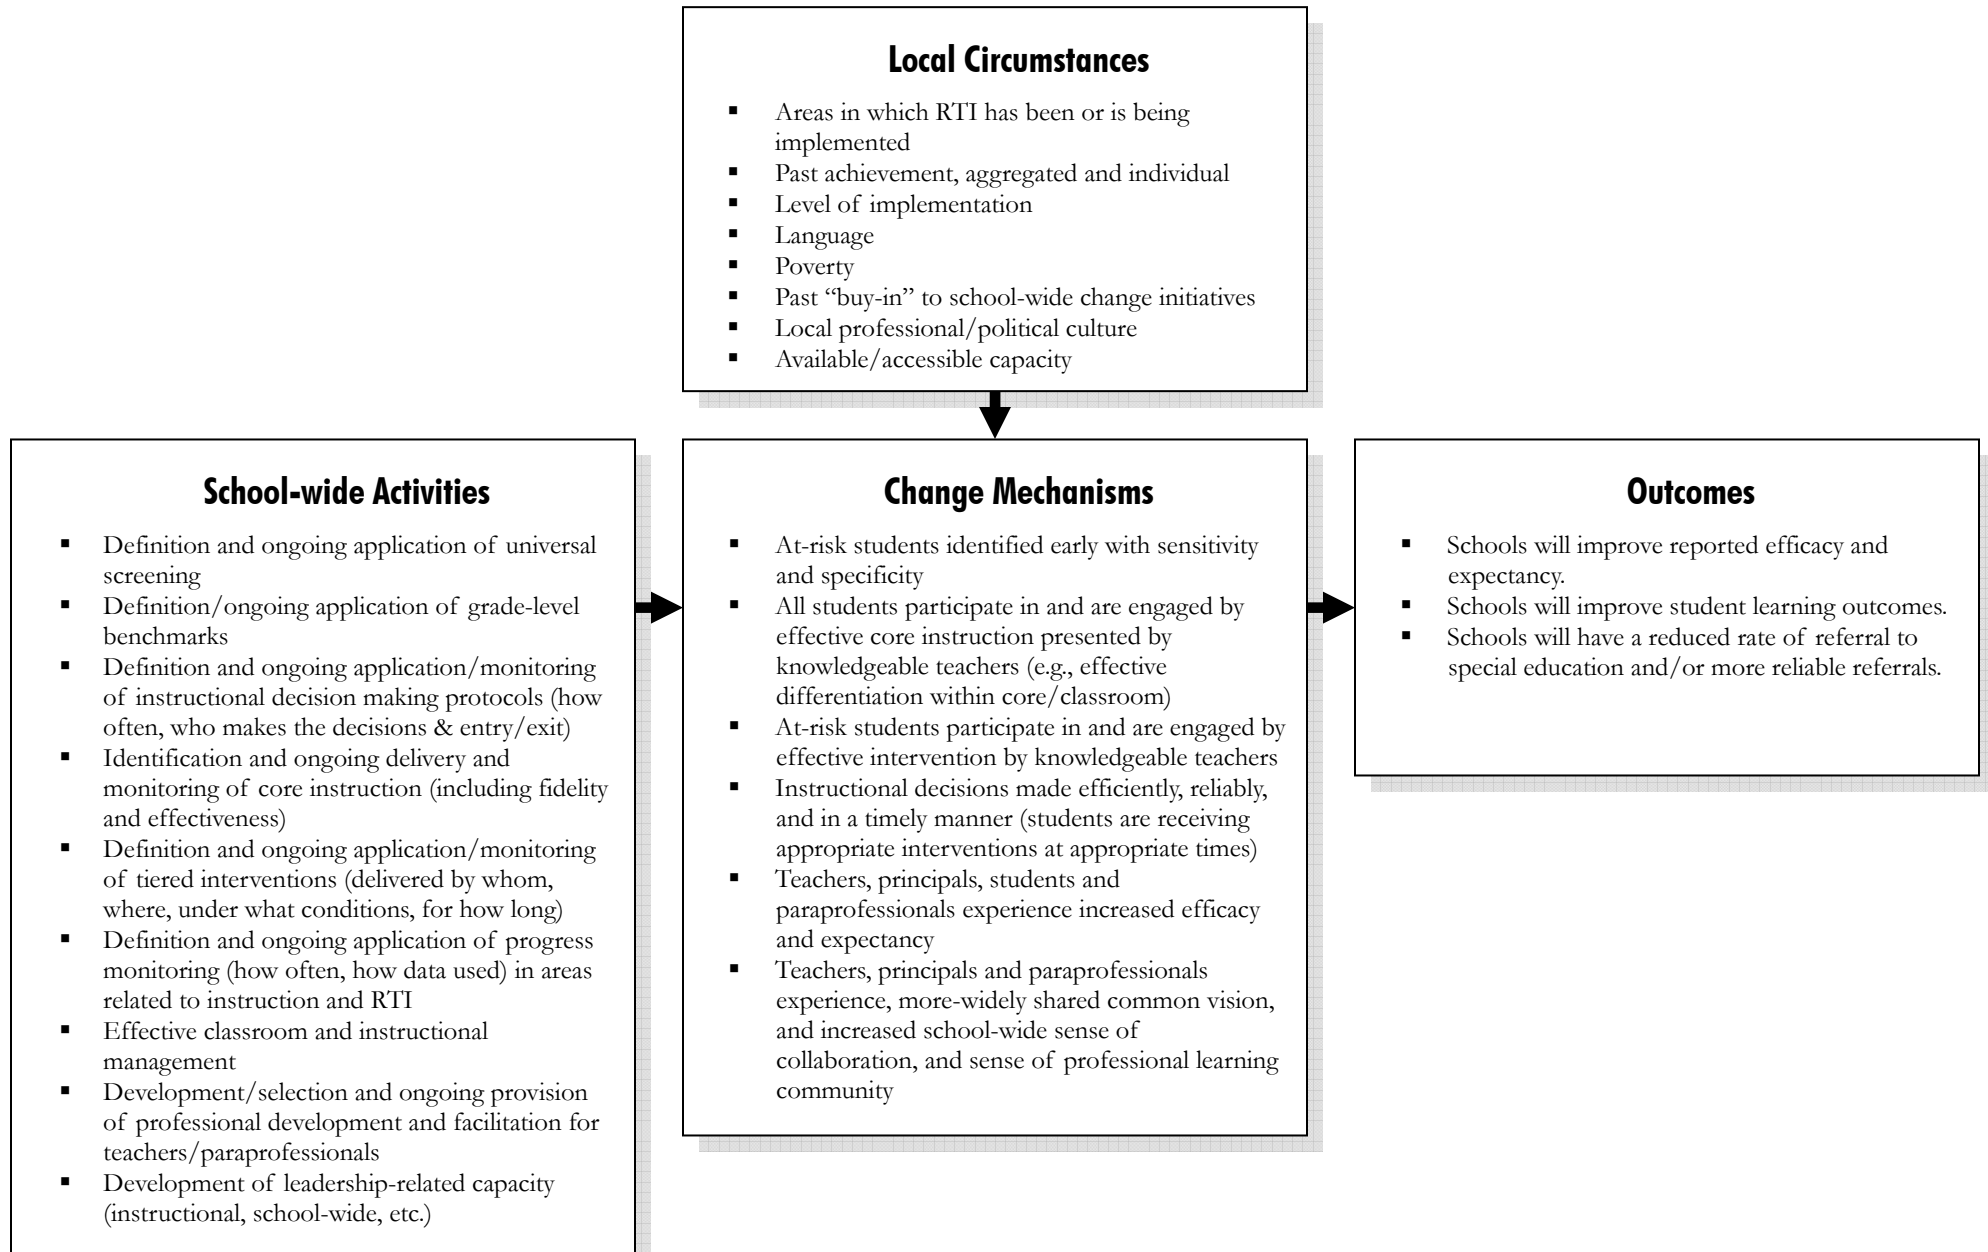 Local Circumstances
▪ Areas in which RTI has been or is being
implemented
▪ Past achievement, aggregated and individual
▪ Level of implementation
▪ Language
▪ Poverty
▪ Past “buy-in” to school-wide change initiatives
▪ Local professional/political culture
▪ Available/accessible capacity
School-wide Activities
▪ Definition and ongoing application of universal
screening
▪ Definition/ongoing application of grade-level
benchmarks
▪ Definition and ongoing application/monitoring
of instructional decision making protocols (how
often, who makes the decisions & entry/exit)
▪ Identification and ongoing delivery and
monitoring of core instruction (including fidelity
and effectiveness)
▪ Definition and ongoing application/monitoring
of tiered interventions (delivered by whom,
where, under what conditions, for how long)
▪ Definition and ongoing application of progress
monitoring (how often, how data used) in areas
related to instruction and RTI
▪ Effective classroom and instructional
management
▪ Development/selection and ongoing provision
of professional development and facilitation for
teachers/paraprofessionals
▪ Development of leadership-related capacity
(instructional, school-wide, etc.)
Change Mechanisms
▪ At-risk students identified early with sensitivity
and specificity
▪ All students participate in and are engaged by
effective core instruction presented by
knowledgeable teachers (e.g., effective
differentiation within core/classroom)
▪ At-risk students participate in and are engaged by
effective intervention by knowledgeable teachers
▪ Instructional decisions made efficiently, reliably,
and in a timely manner (students are receiving
appropriate interventions at appropriate times)
▪ Teachers, principals, students and
paraprofessionals experience increased efficacy
and expectancy
▪ Teachers, principals and paraprofessionals
experience, more-widely shared common vision,
and increased school-wide sense of
collaboration, and sense of professional learning
community
Outcomes
▪ Schools will improve reported efficacy and
expectancy.
▪ Schools will improve student learning outcomes.
▪ Schools will have a reduced rate of referral to
special education and/or more reliable referrals.